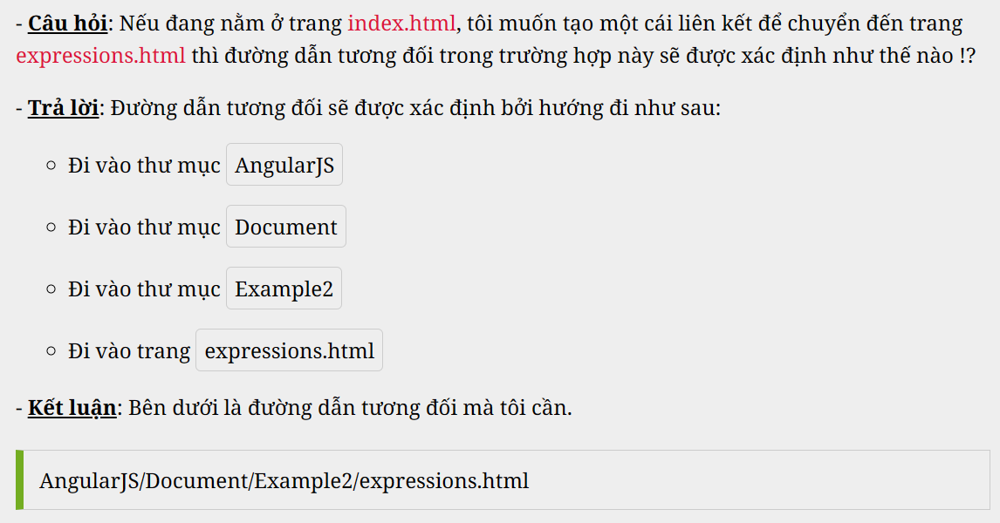 - Câu hỏi: Nếu đang nằm ở trang index.html, tôi muốn tạo một cái liên kết để chuyển đến trang
expressions.html thì đường dẫn tương đối trong trường hợp này sẽ được xác định như thế nào !?
- Trả lời: Đường dẫn tương đối sẽ được xác định bởi hướng đi như sau:
Đi vào thư mục AngularJS
Đi vào thư mục Document
Đi vào thư mục Example2
Đi vào trang expressions.html
- Kết luận: Bên dưới là đường dẫn tương đối mà tôi cần.
AngularJS/Document/Example2/expressions.html